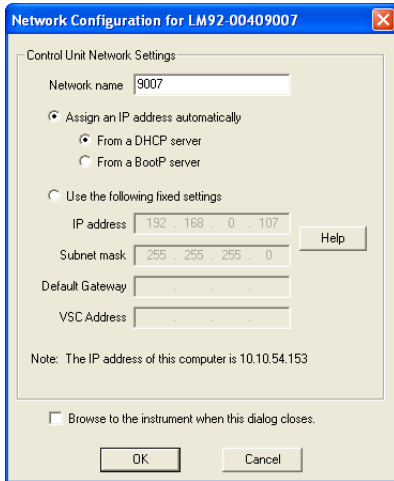 Network Configuration for LM92-00409007
Control Unit Network Settings
Network name 9007
Assign an IP address automatically
From a DHCP server
From a BootP server
Use the following fixed settings
IP address 192 . 168 . 0 . 107
Help
Subnet mask 255 . 255 . 255 . 0
Default Gateway . . .
VSC Address . . .
Note: The IP address of this computer is 10.10.54.153
Browse to the instrument when this dialog closes.
OK Cancel